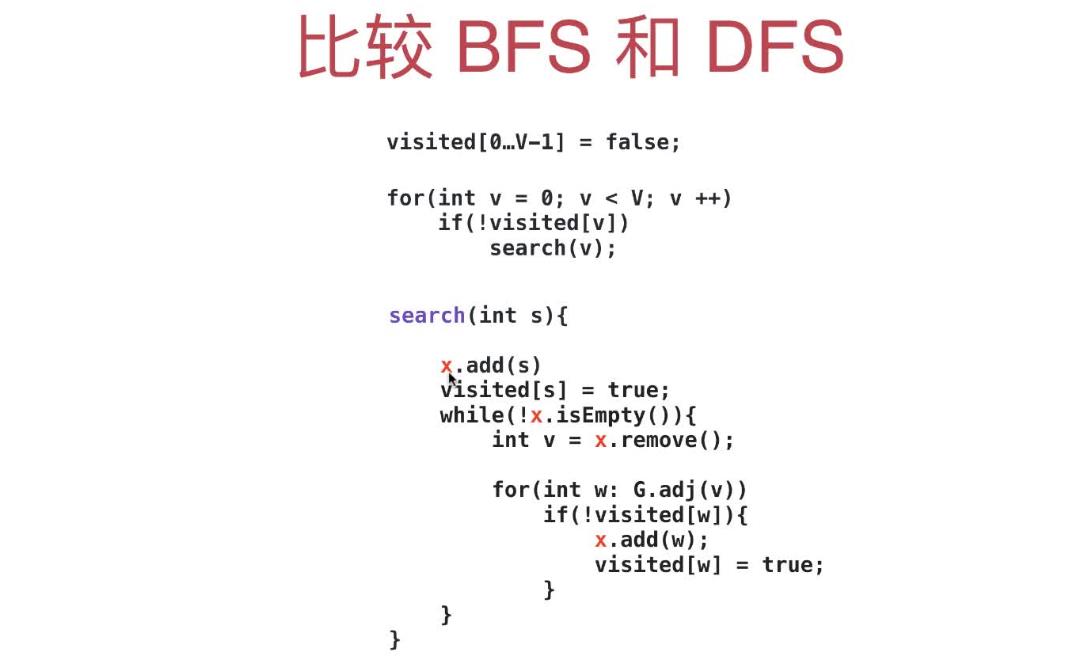 比较 BFS 和 DFS
visited[0…V-1] = false;
for(int v = 0; v < V; v ++)
if(!visited[v])
search(v);
search(int s){
x.add(s)
visited[s] = true;
while(!x.isEmpty()){
int v = x.remove();
for(int w: G.adj(v))
if(!visited[w]){
x.add(w);
visited[w] = true;
}
}
}